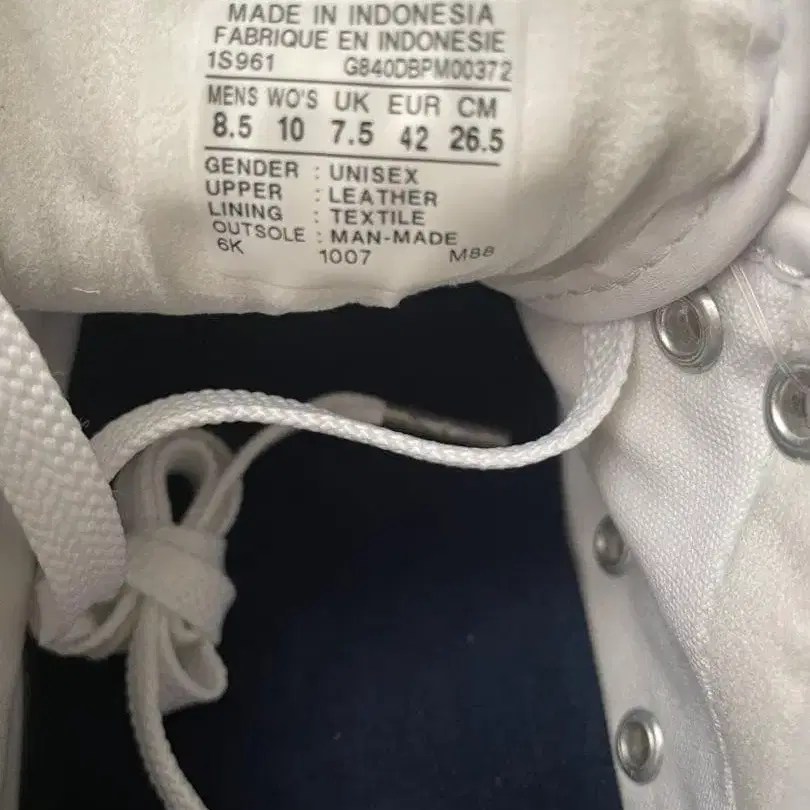 MADE IN INDONESIA
FABRIQUE EN INDONESIE
1S961 G840DBPM00372
MENS WO'S UK EUR CM
8.5 10 7.5 42 26.5
GENDER : UNISEX
UPPER : LEATHER
LINING : TEXTILE
OUTSOLE : MAN-MADE
6K 1007 M88